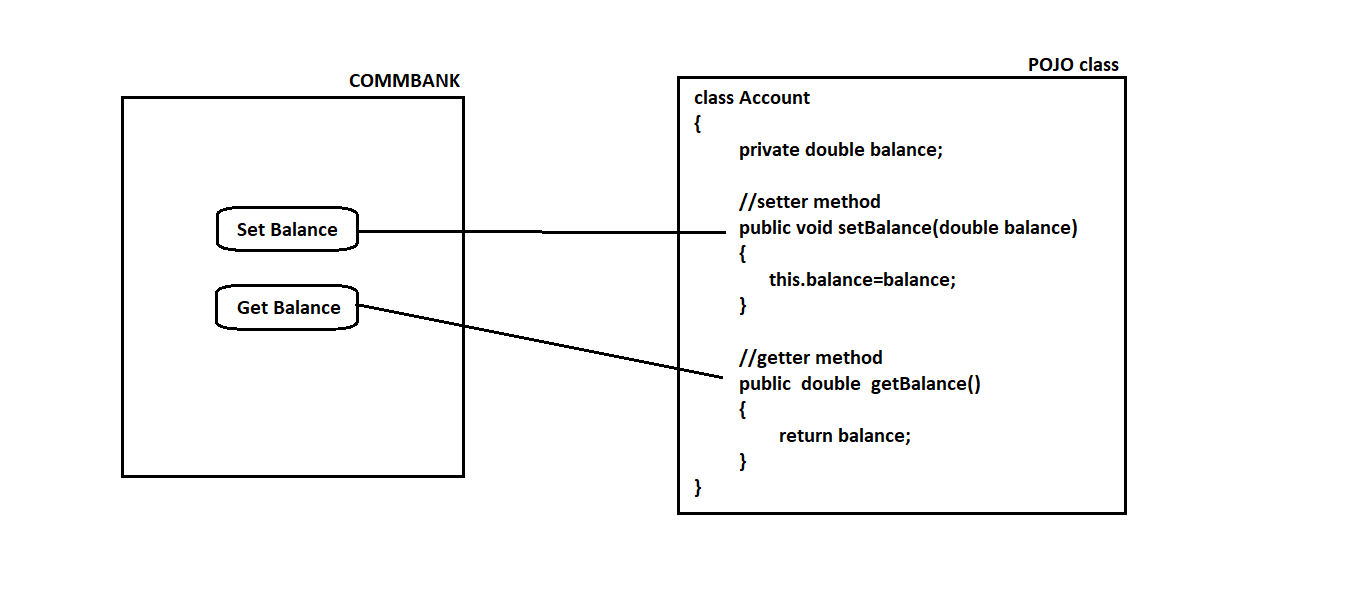 COMMBANK
Set Balance
Get Balance
POJO class
class Account
{
private double balance;
//setter method
public void setBalance(double balance)
{
this.balance=balance;
}
//getter method
public  double  getBalance()
{
return balance;
}
}